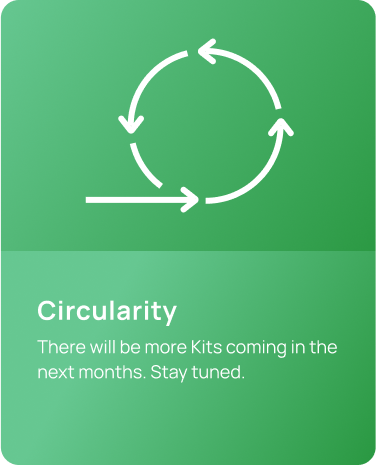 Circularity
There will be more Kits coming in the
next months. Stay tuned.